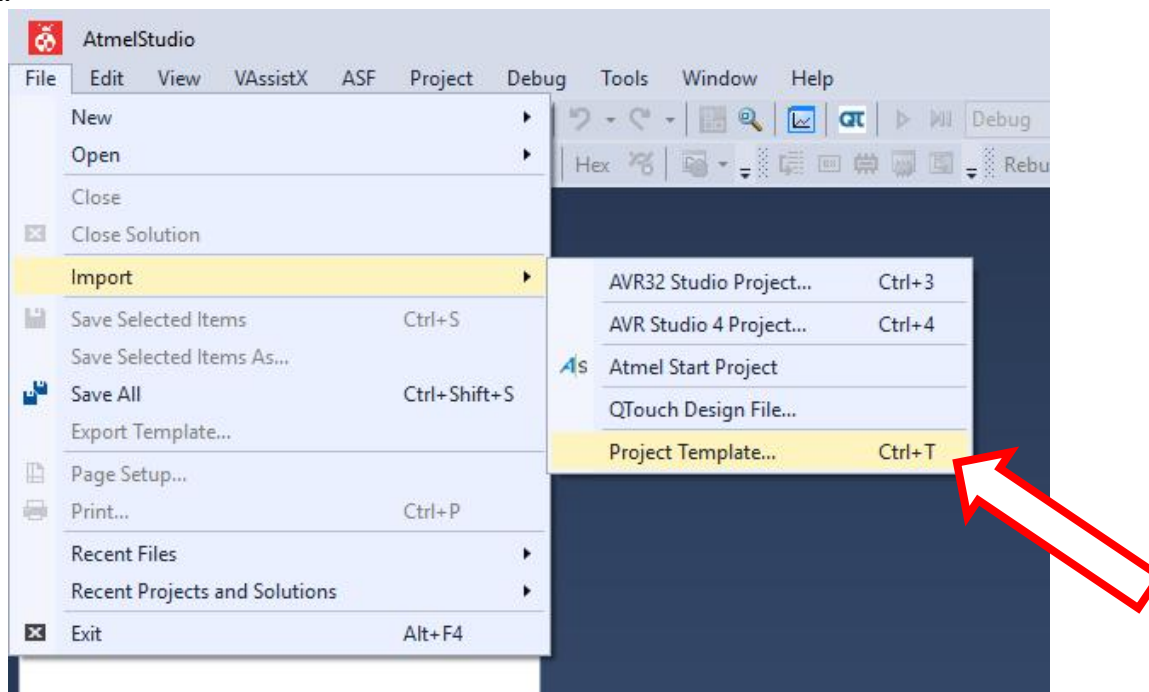 AtmelStudio
File Edit View VAssistX ASF Project Debug Tools Window Help
New
Debug
Open
Hex Rebu
Close
Close Solution
Import
AVR32 Studio Project... Ctrl+3
Save Selected Items Ctrl+S
AVR Studio 4 Project... Ctrl+4
Save Selected Items As...
A|s Atmel Start Project
Save All Ctrl+Shift+S
QTouch Design File...
Export Template...
Project Template... Ctrl+T
Page Setup...
Print... Ctrl+P
Recent Files
Recent Projects and Solutions
Exit Alt+F4